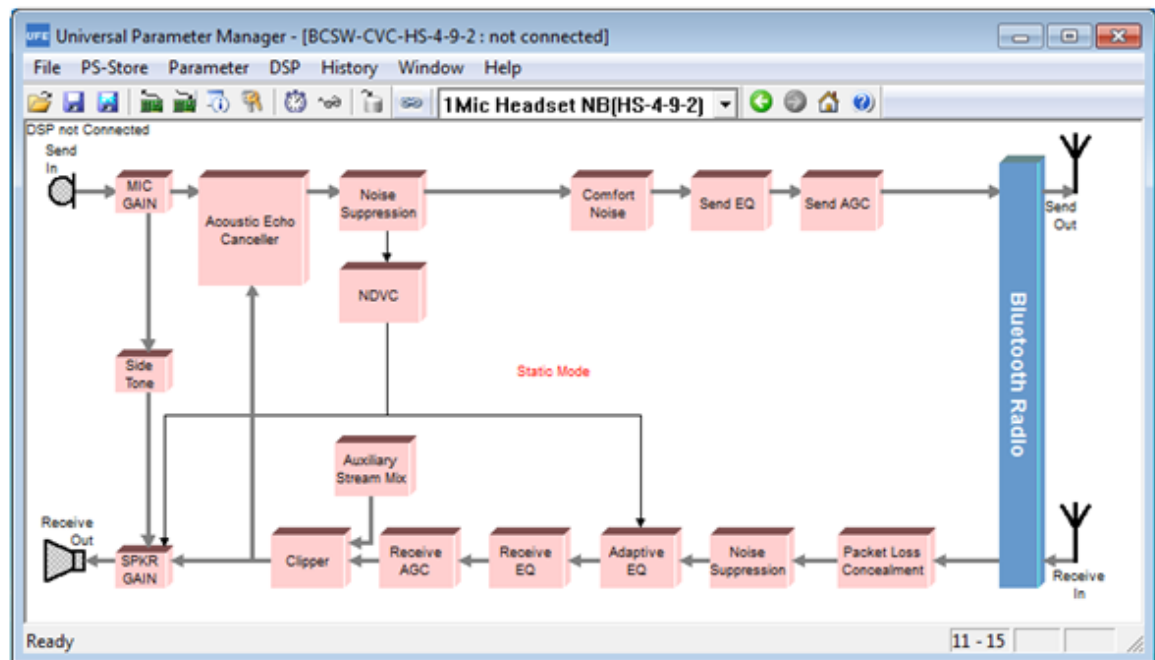 UFE Universal Parameter Manager - [BCSW-CVC-HS-4-9-2 : not connected]
File PS-Store Parameter DSP History Window Help
1Mic Headset NB(HS-4-9-2)
DSP not Connected
Send
In
MIC
GAIN
Acoustic Echo
Canceller
Noise
Suppression
Comfort
Noise
Send EQ
Send AGC
Send
Out
NDVC
Side
Tone
Static Mode
Bluetooth Radio
Auxiliary
Stream Mix
Receive
Out
SPKR
GAIN
Clipper
Receive
AGC
Receive
EQ
Adaptive
EQ
Noise
Suppression
Packet Loss
Concealment
Receive
In
Ready
11 - 15